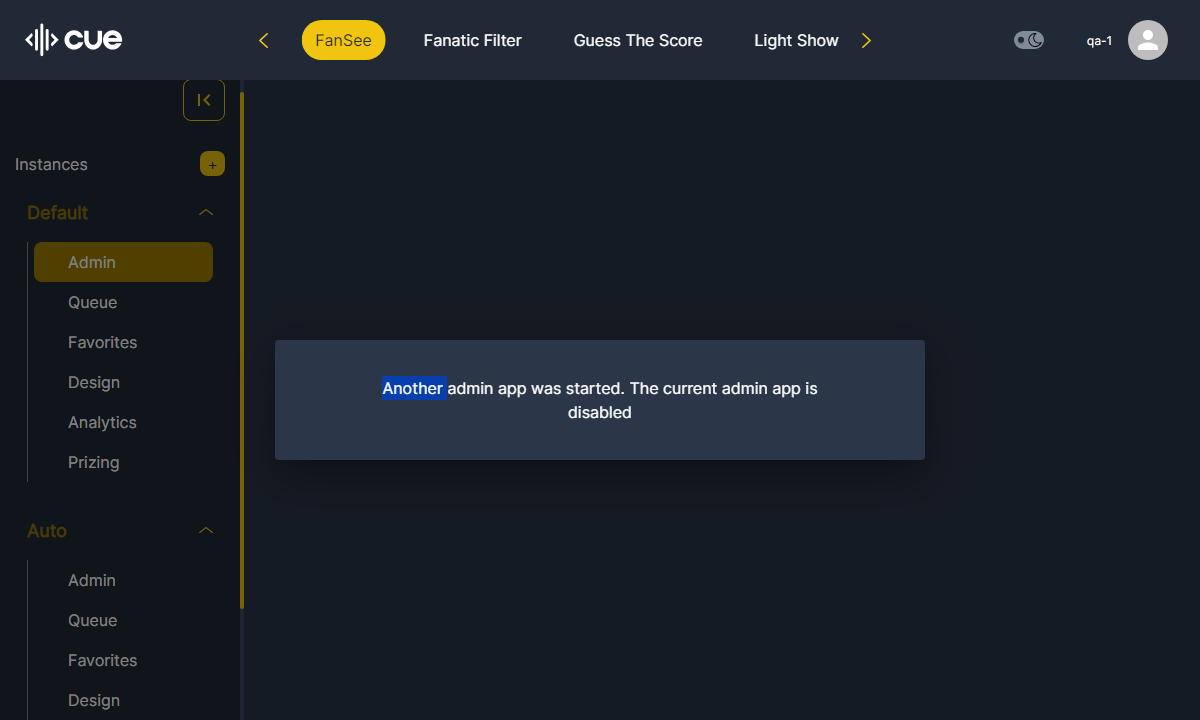 cue
FanSee
Fanatic Filter
Guess The Score
Light Show
qa-1
Instances
+
Default
Admin
Queue
Favorites
Design
Analytics
Prizing
Auto
Admin
Queue
Favorites
Design
Another admin app was started. The current admin app is
disabled